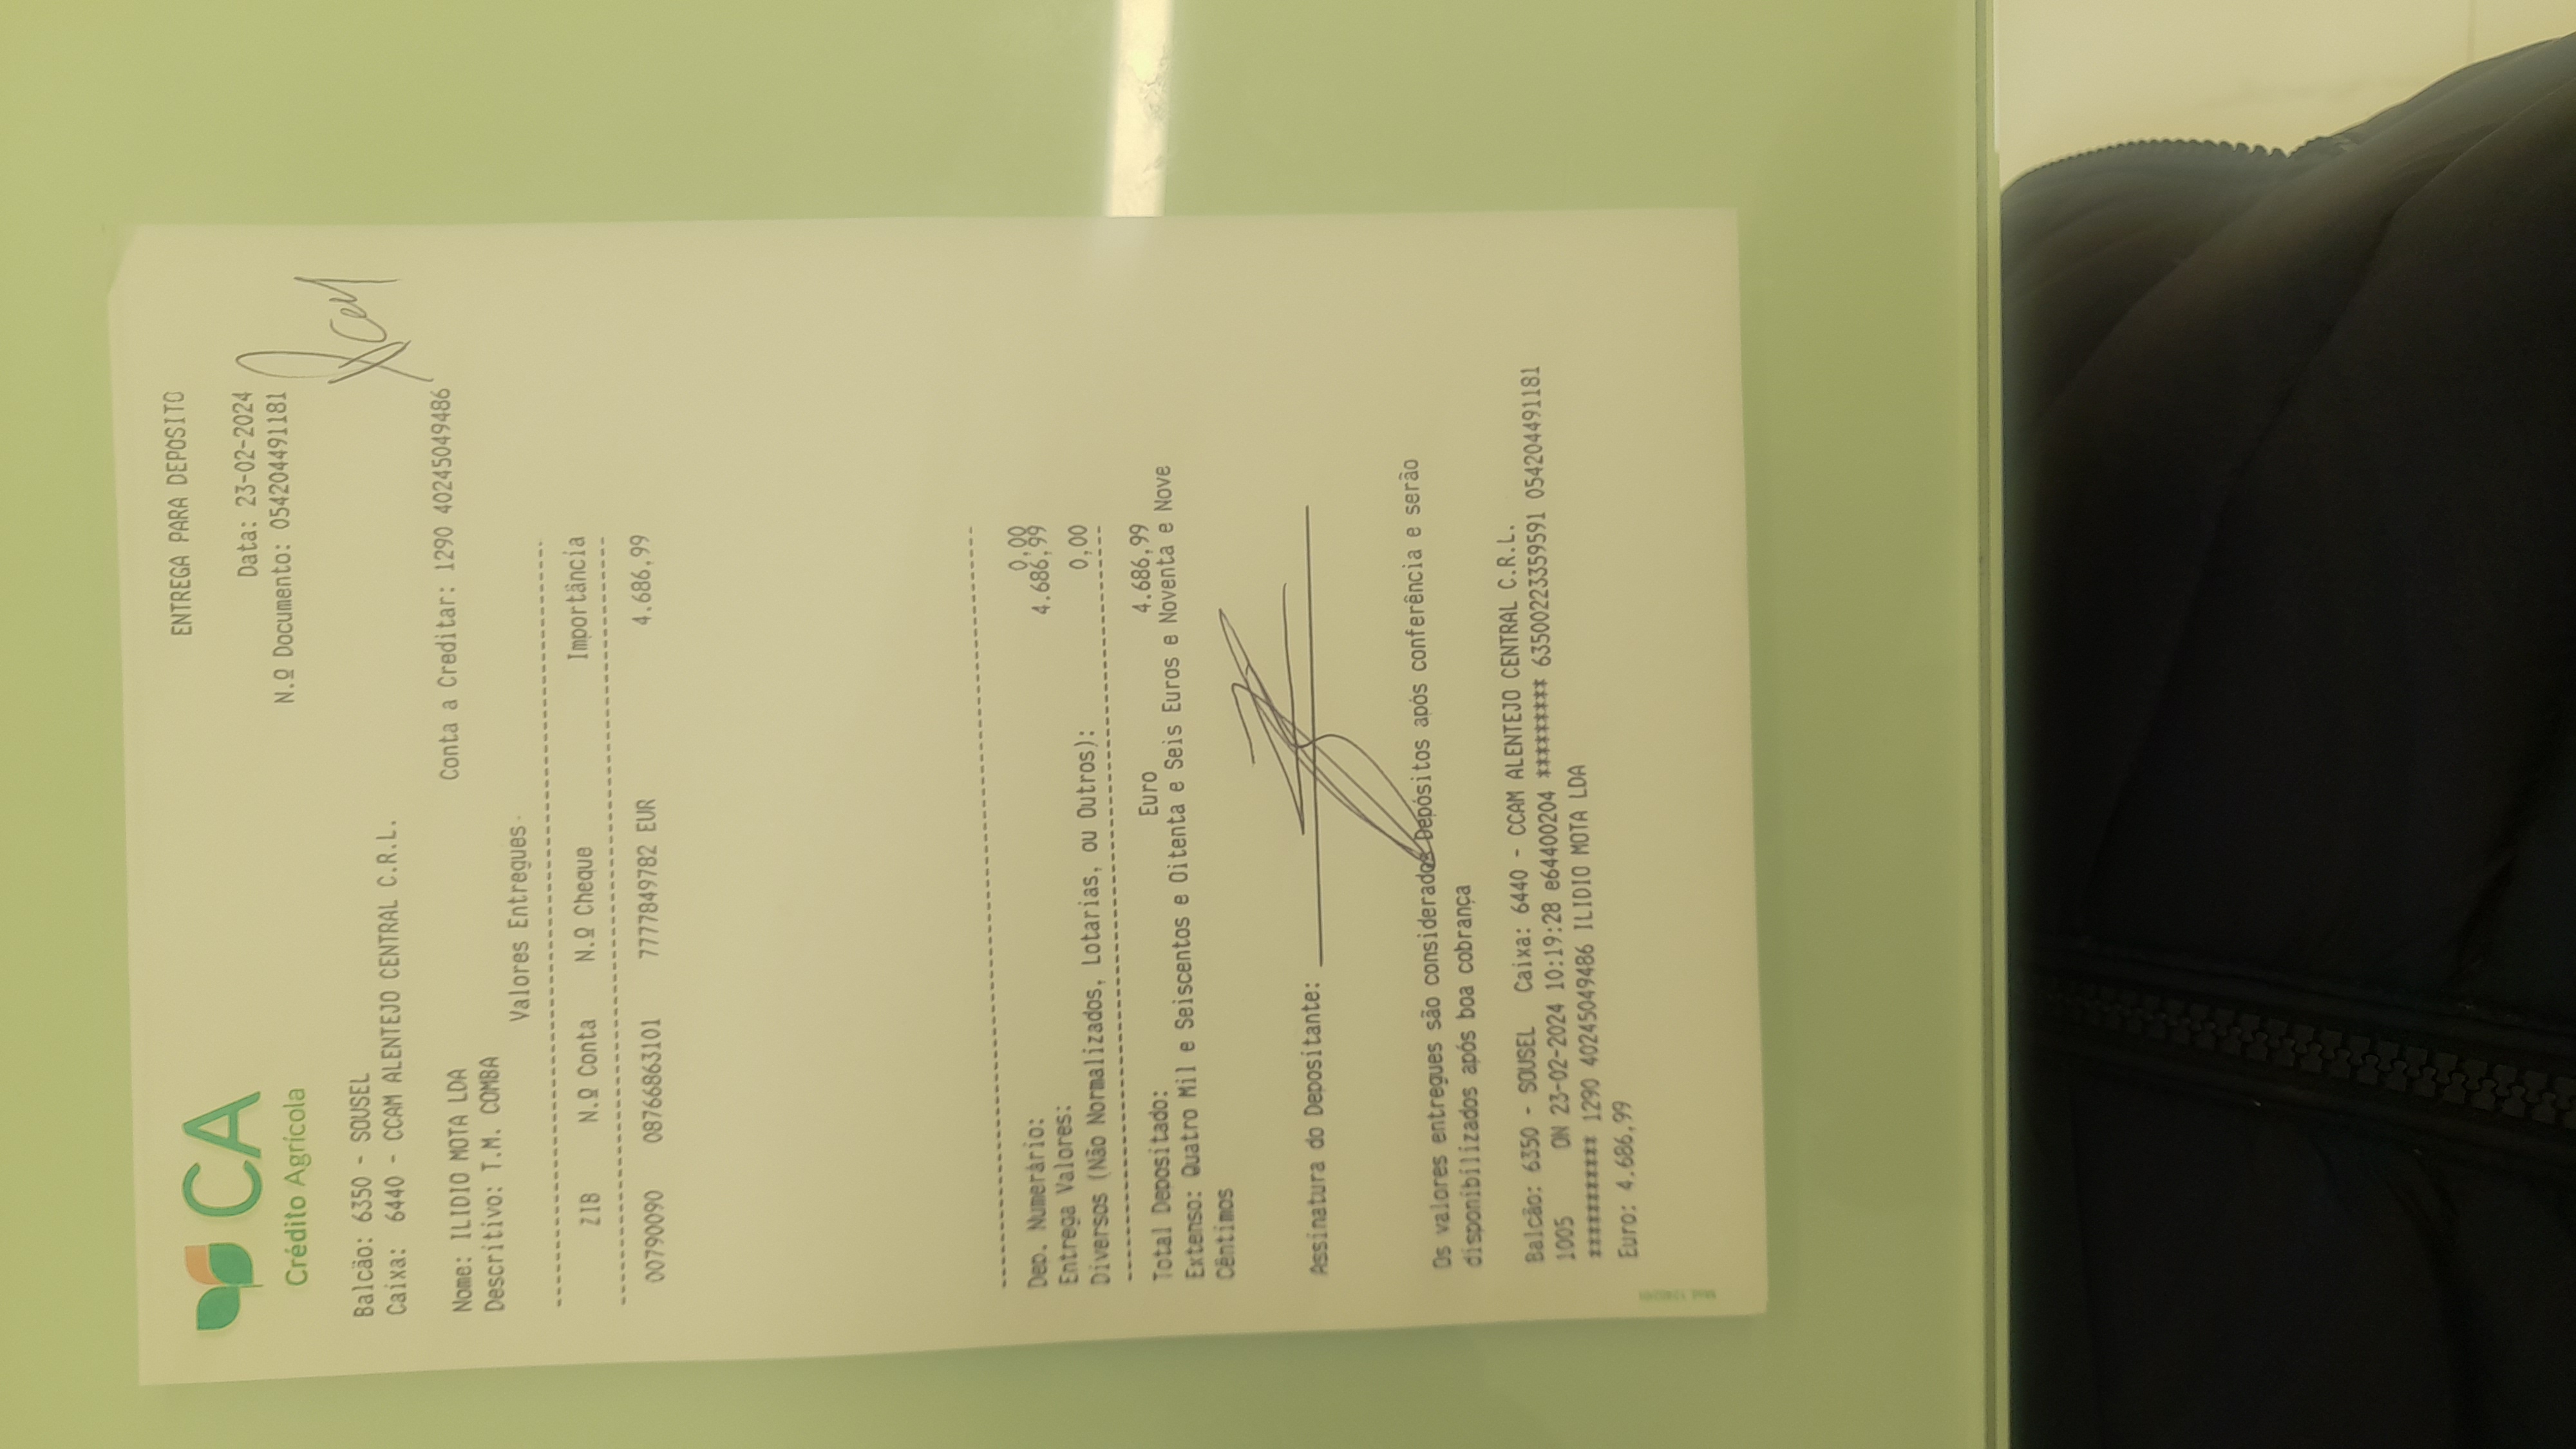 CA
Crédito Agrícola
ENTREGA PARA DEPOSITO
Data: 23-02-2024
N.º Documento: 05420449118​1
Balcão: 6350 - SOUSEL
Caixa: 6440 - CCAM ALENTEJO CENTRAL C.R.L.
Conta a Creditar: 1290 40245049486
Nome: ILIDIO MOTA LDA
Descritivo: T.M. COMBA
Valores Entregues
ZIB N.º Conta N.º Cheque Importância
00790090 08766863101 7777849782 EUR 4.686,99
Dep. Numerário: 0,00
Entrega Valores: 4.686,99
Diversos (Não Normalizados, Lotarias, ou Outros): 0,00
Total Depositado: Euro 4.686,99
Extenso: Quatro Mil e Seiscentos e Oitenta e Seis Euros e Noventa e Nove
Cêntimos
Assinatura do Depositante:
Os valores entregues são considerados Depósitos após conferência e serão
disponibilizados após boa cobrança
Balcão: 6350 - SOUSEL Caixa: 6440 - CCAM ALENTEJO CENTRAL C.R.L.
1005 ON 23-02-2024 10:19:28 e64400204 ******** 6350022335959​1 054204491181
*********** 1290 40245049486 ILIDIO MOTA LDA
Euro: 4.686,99